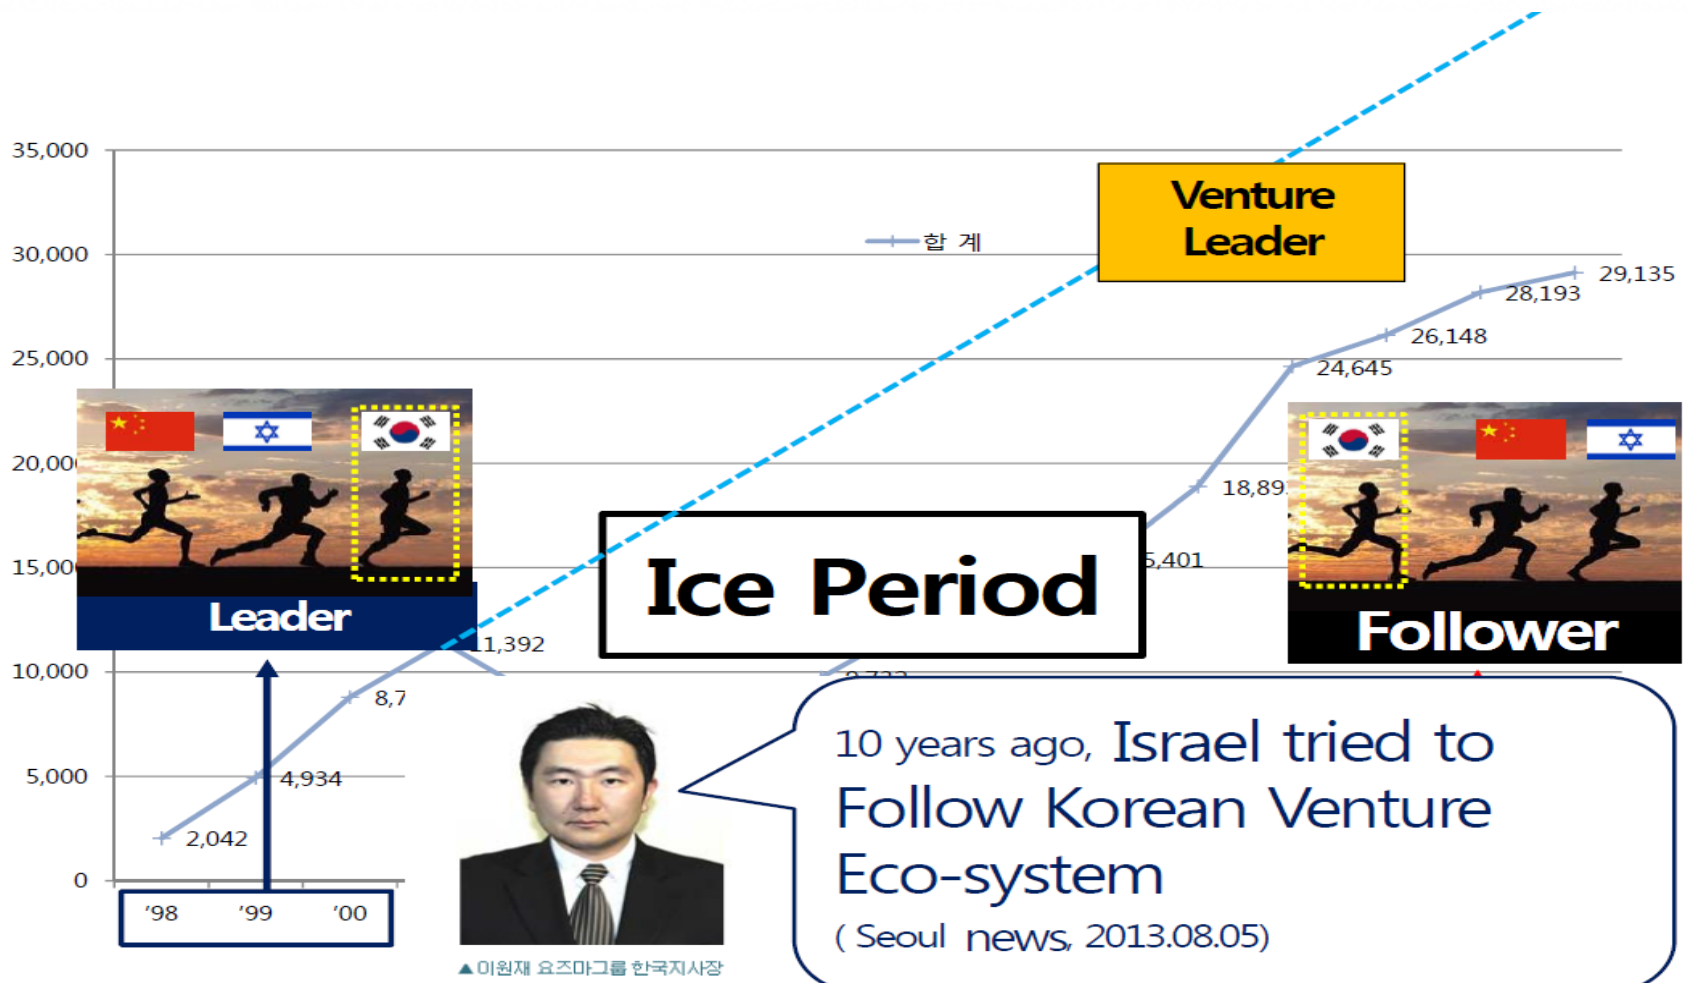 35,000
30,000
25,000
20,00
15,00
10,000
5,000
0
합 계
Venture
Leader
29,135
28,193
26,148
24,645
18,89
5,401
11,392
8,7
4,934
2,042
Leader
Ice Period
Follower
'98
'99
'00
10 years ago, Israel tried to
Follow Korean Venture
Eco-system
( Seoul news, 2013.08.05)
▲이원재 요즈마그룹 한국지사장